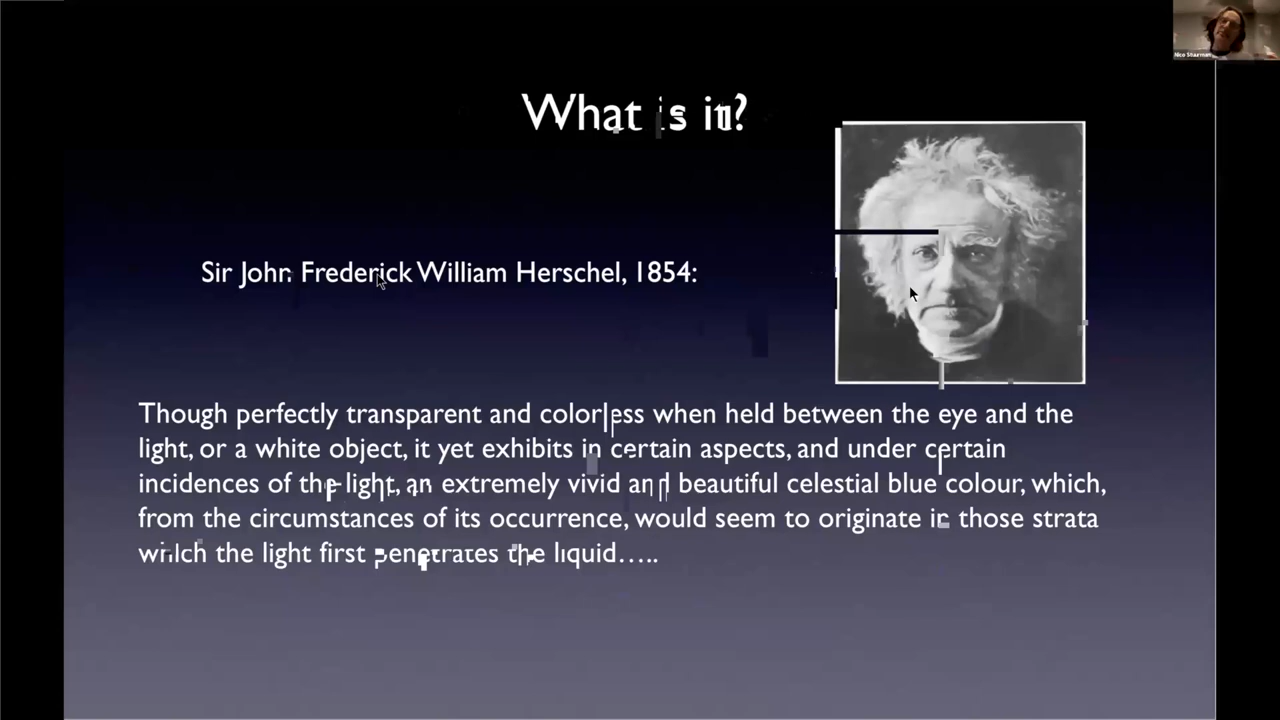 Nico Stuurman
What is it?
Sir John Frederick William Herschel, 1854:
Though perfectly transparent and colorless when held between the eye and the
light, or a white object, it yet exhibits in certain aspects, and under certain
incidences of the light, an extremely vivid and beautiful celestial blue colour, which,
from the circumstances of its occurrence, would seem to originate in those strata
which the light first penetrates the liquid…..